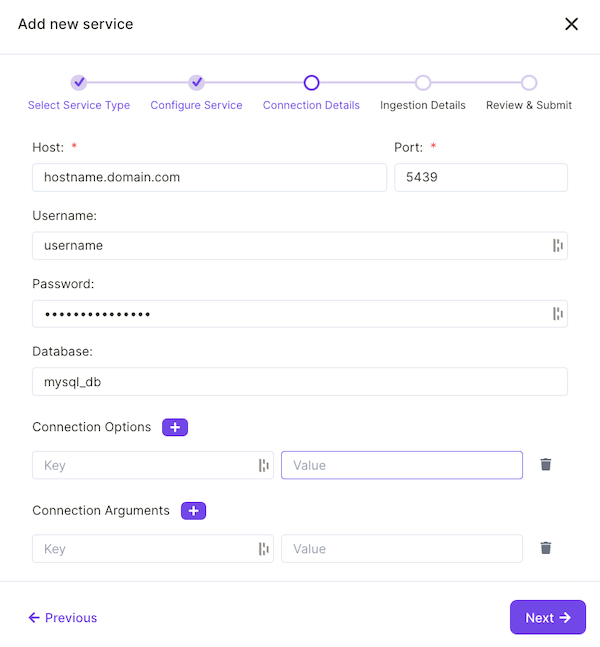 Add new service
Select Service Type Configure Service Connection Details Ingestion Details Review & Submit
Host: * Port: *
hostname.domain.com 5439
Username:
username
Password:
•••••••••••••••
Database:
mysql_db
Connection Options +
Key Value
Connection Arguments +
Key Value
← Previous Next →